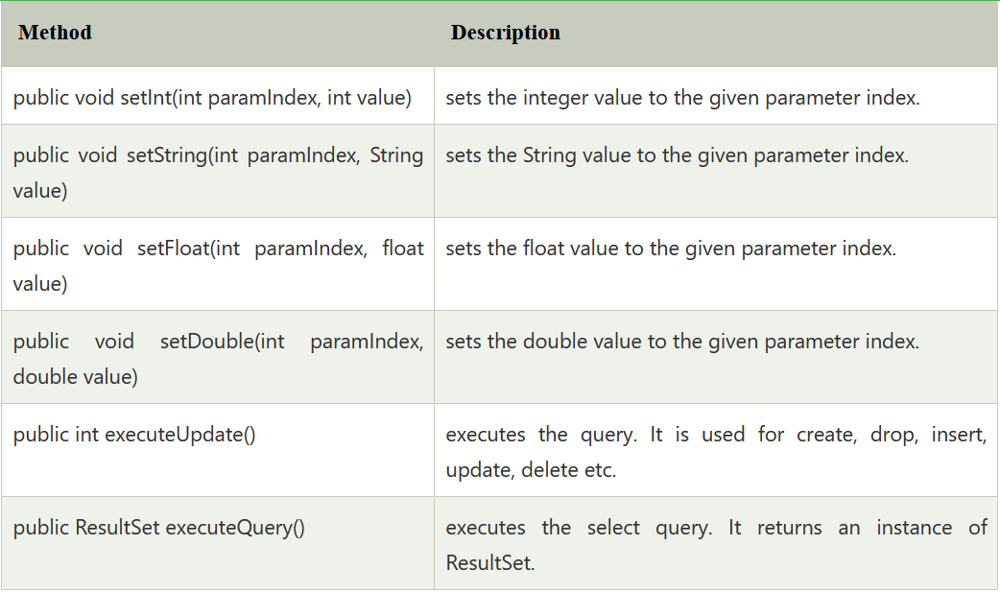 Method Description
public void setInt(int paramIndex, int value) sets the integer value to the given parameter index.
public void setString(int paramIndex, String sets the String value to the given parameter index.
value)
public void setFloat(int paramIndex, float sets the float value to the given parameter index.
value)
public void setDouble(int paramIndex, sets the double value to the given parameter index.
double value)
public int executeUpdate() executes the query. It is used for create, drop, insert,
update, delete etc.
public ResultSet executeQuery() executes the select query. It returns an instance of
ResultSet.